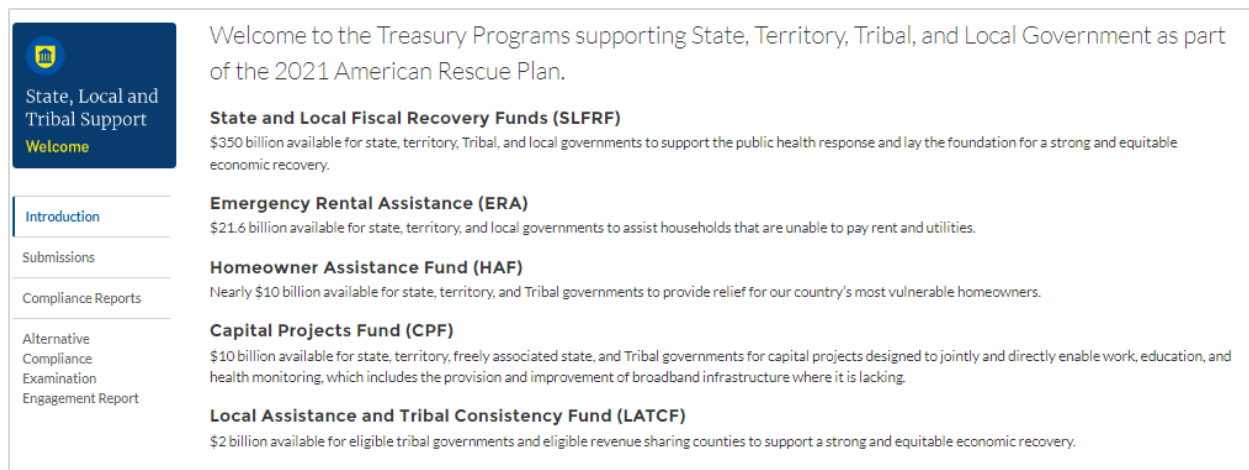 State, Local and
Tribal Support
Welcome
Introduction
Submissions
Compliance Reports
Alternative
Compliance
Examination
Engagement Report
Welcome to the Treasury Programs supporting State, Territory, Tribal, and Local Government as part
of the 2021 American Rescue Plan.
State and Local Fiscal Recovery Funds (SLFRF)
$350 billion available for state, territory, Tribal, and local governments to support the public health response and lay the foundation for a strong and equitable
economic recovery.
Emergency Rental Assistance (ERA)
$21.6 billion available for state, territory, and local governments to assist households that are unable to pay rent and utilities.
Homeowner Assistance Fund (HAF)
Nearly $10 billion available for state, territory, and Tribal governments to provide relief for our country's most vulnerable homeowners.
Capital Projects Fund (CPF)
$10 billion available for state, territory, freely associated state, and Tribal governments for capital projects designed to jointly and directly enable work, education, and
health monitoring, which includes the provision and improvement of broadband infrastructure where it is lacking.
Local Assistance and Tribal Consistency Fund (LATCF)
$2 billion available for eligible tribal governments and eligible revenue sharing counties to support a strong and equitable economic recovery.